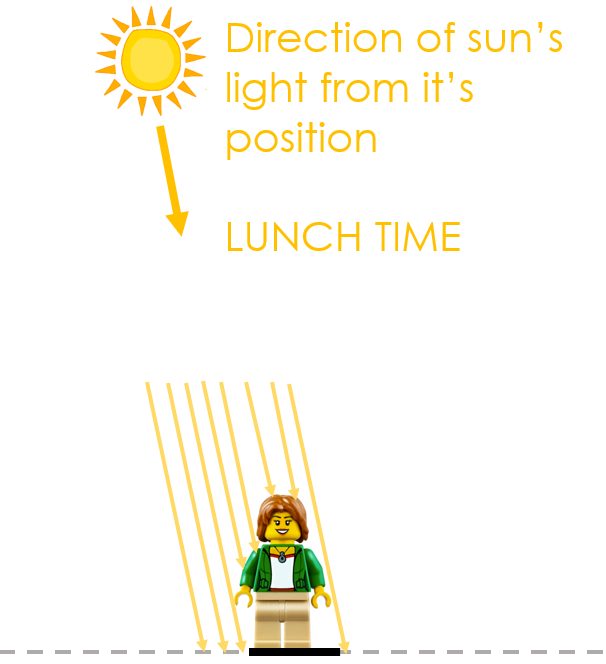 Direction of sun's
light from it's
position
LUNCH TIME